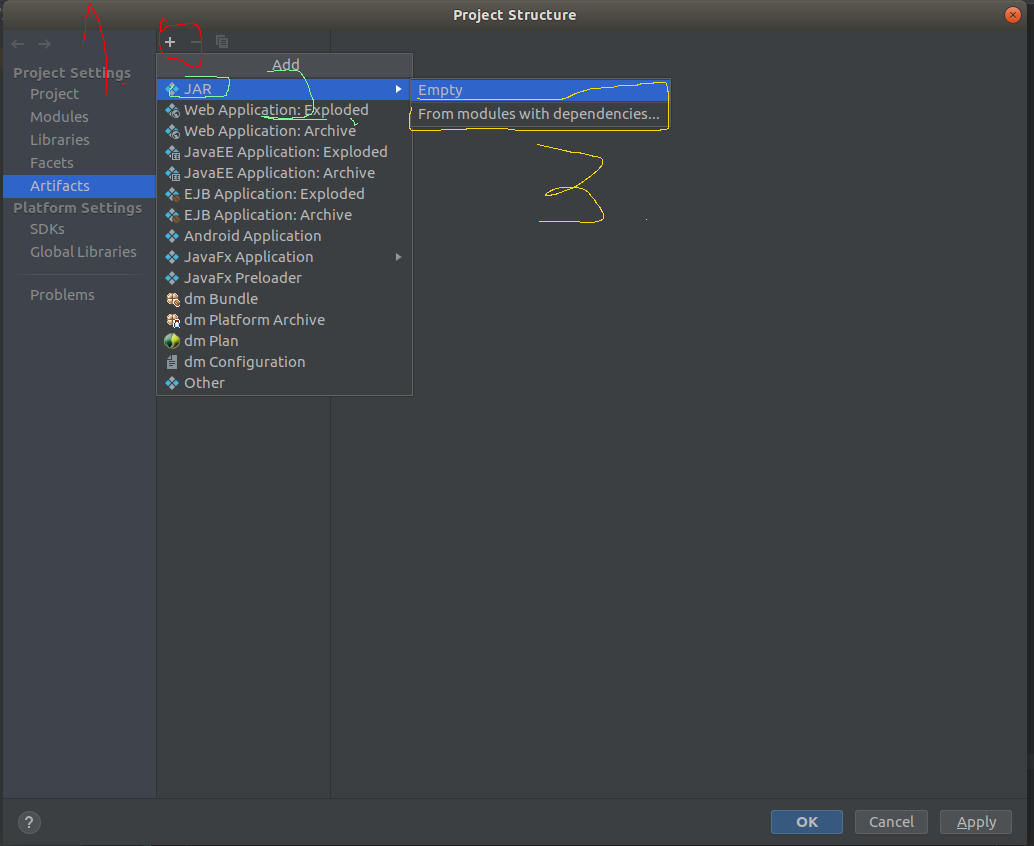 Project Structure
Project Settings
Project
Modules
Libraries
Facets
Artifacts
Platform Settings
SDKs
Global Libraries
Problems
Add
JAR
Web Application: Exploded
Web Application: Archive
JavaEE Application: Exploded
JavaEE Application: Archive
EJB Application: Exploded
EJB Application: Archive
Android Application
JavaFx Application
JavaFx Preloader
dm Bundle
dm Platform Archive
dm Plan
dm Configuration
Other
Empty
From modules with dependencies...
1
2
3
?
OK Cancel Apply